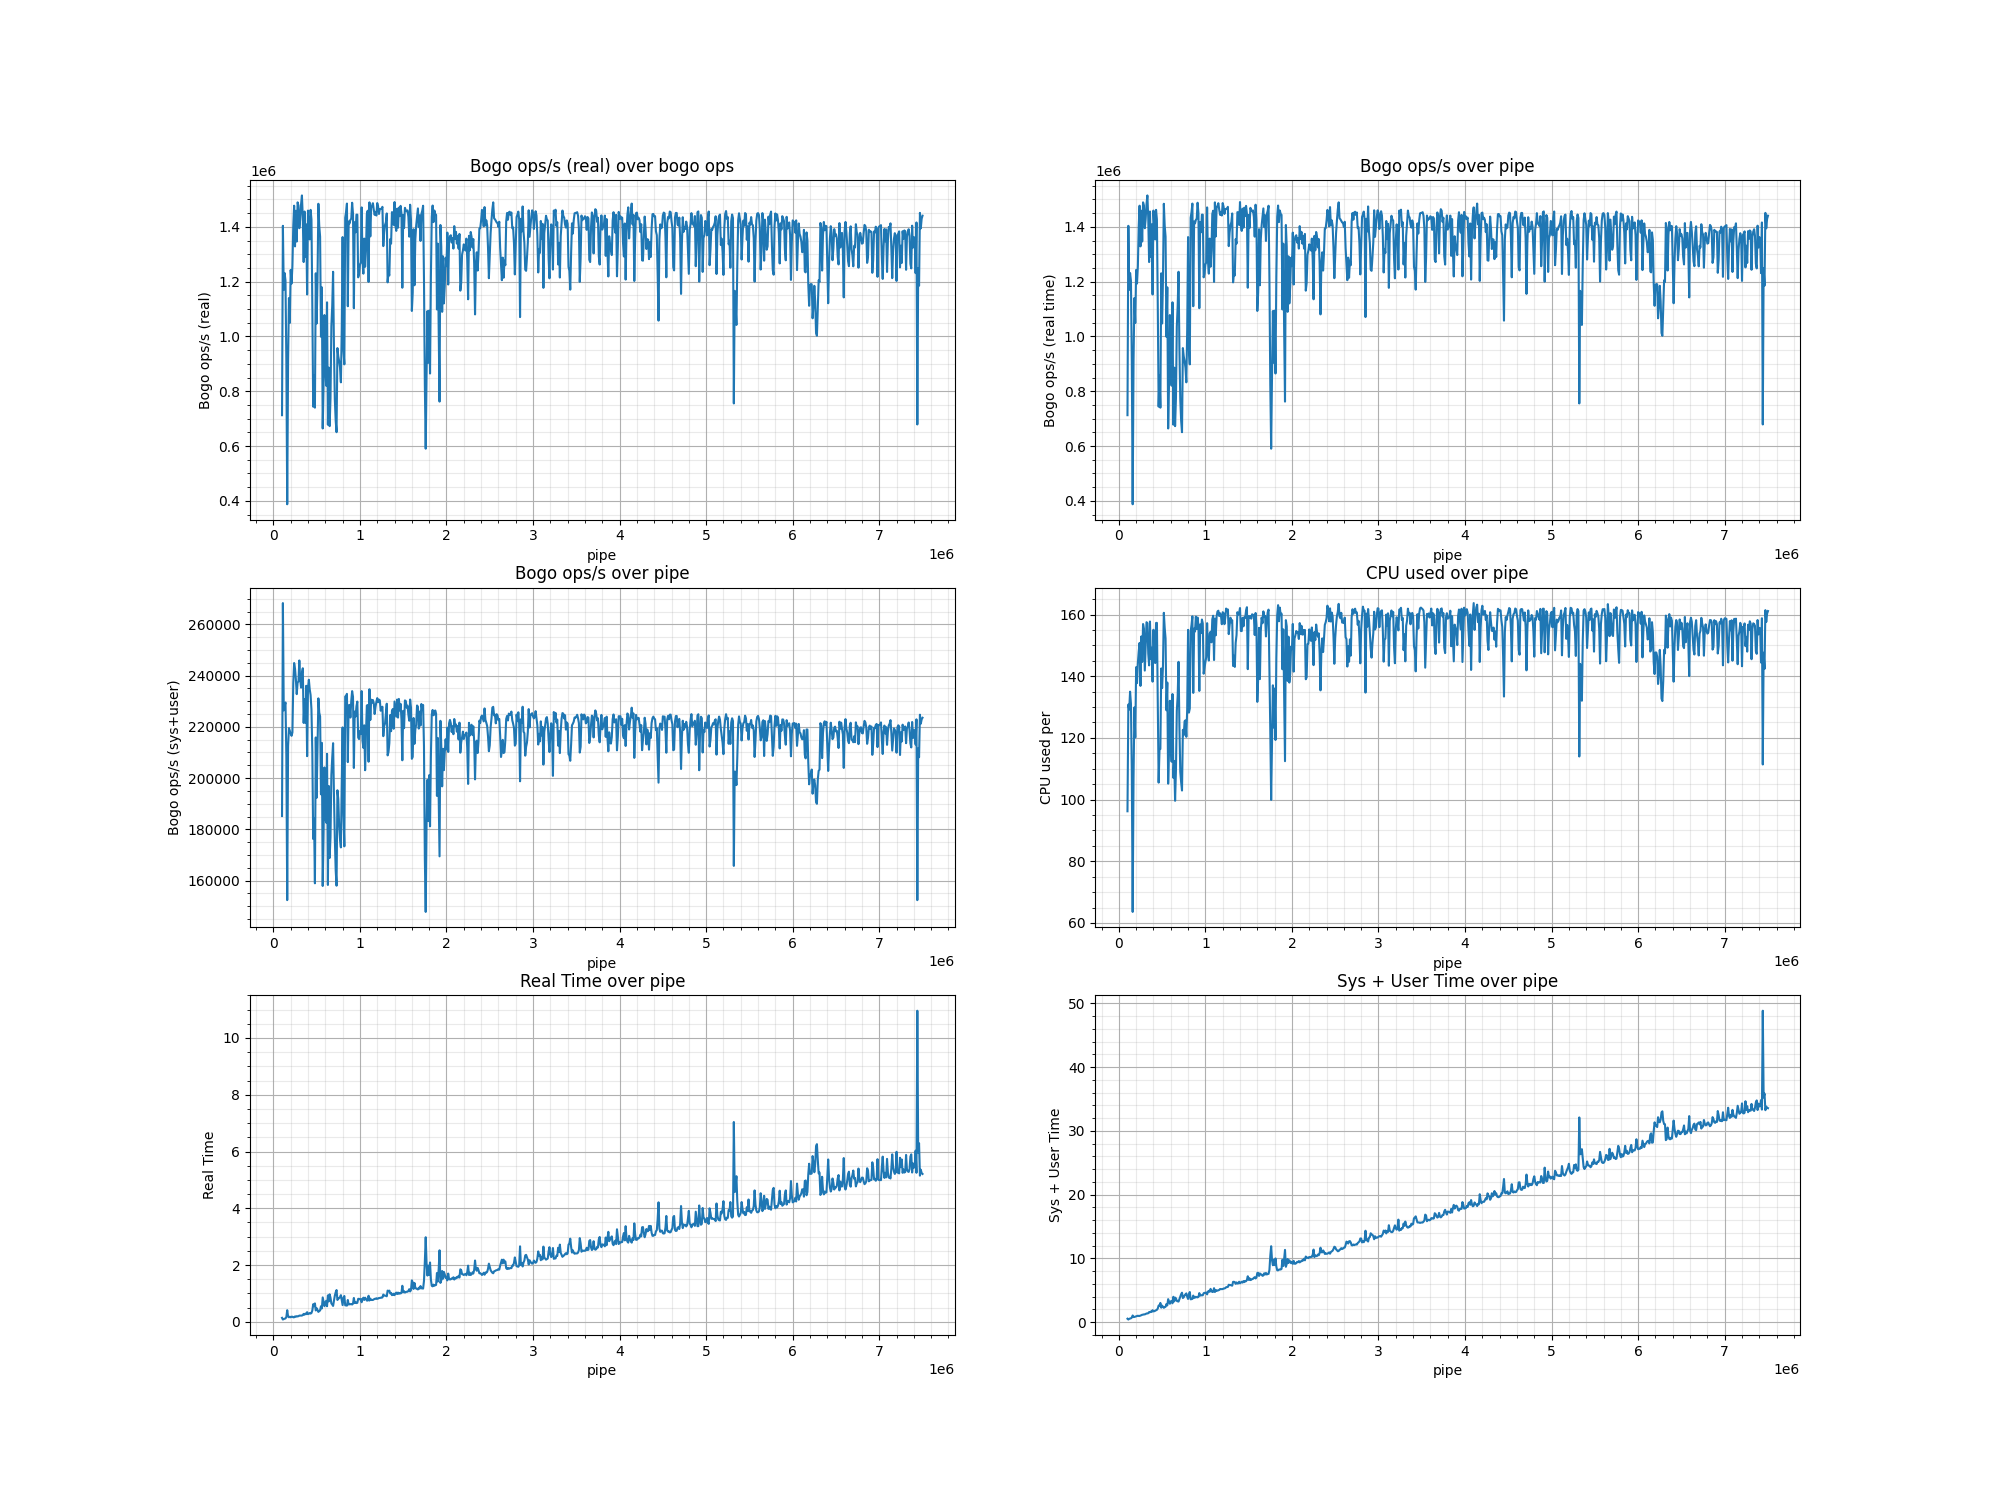 Bogo ops/s (real) over bogo ops
1e6
Bogo ops/s (real)
1.4
1.2
1.0
0.8
0.6
0.4
0 1 2 3 4 5 6 7
pipe
1e6
Bogo ops/s over pipe
1e6
Bogo ops/s (real time)
1.4
1.2
1.0
0.8
0.6
0.4
0 1 2 3 4 5 6 7
pipe
1e6
Bogo ops/s over pipe
Bogo ops/s (sys+user)
260000
240000
220000
200000
180000
160000
0 1 2 3 4 5 6 7
pipe
1e6
CPU used over pipe
CPU used per
160
140
120
100
80
60
0 1 2 3 4 5 6 7
pipe
1e6
Real Time over pipe
Real Time
10
8
6
4
2
0
0 1 2 3 4 5 6 7
pipe
1e6
Sys + User Time over pipe
Sys + User Time
50
40
30
20
10
0
0 1 2 3 4 5 6 7
pipe
1e6